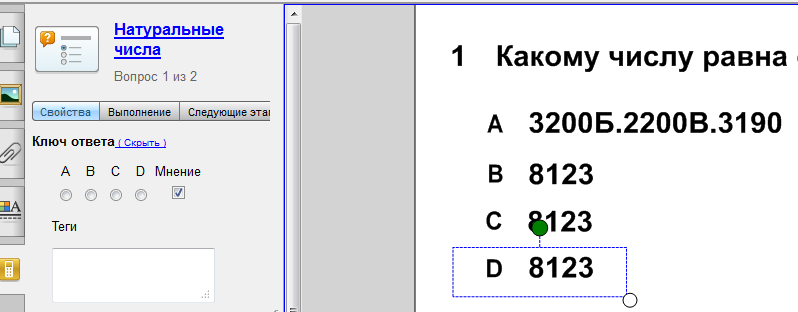 Натуральные
числа
Вопрос 1 из 2
Свойства Выполнение Следующие эта
Ключ ответа ( Скрыть )
A B C D Мнение
Теги
1 Какому числу равна
A 3200Б.2200В.3190
B 8123
C 8123
D 8123